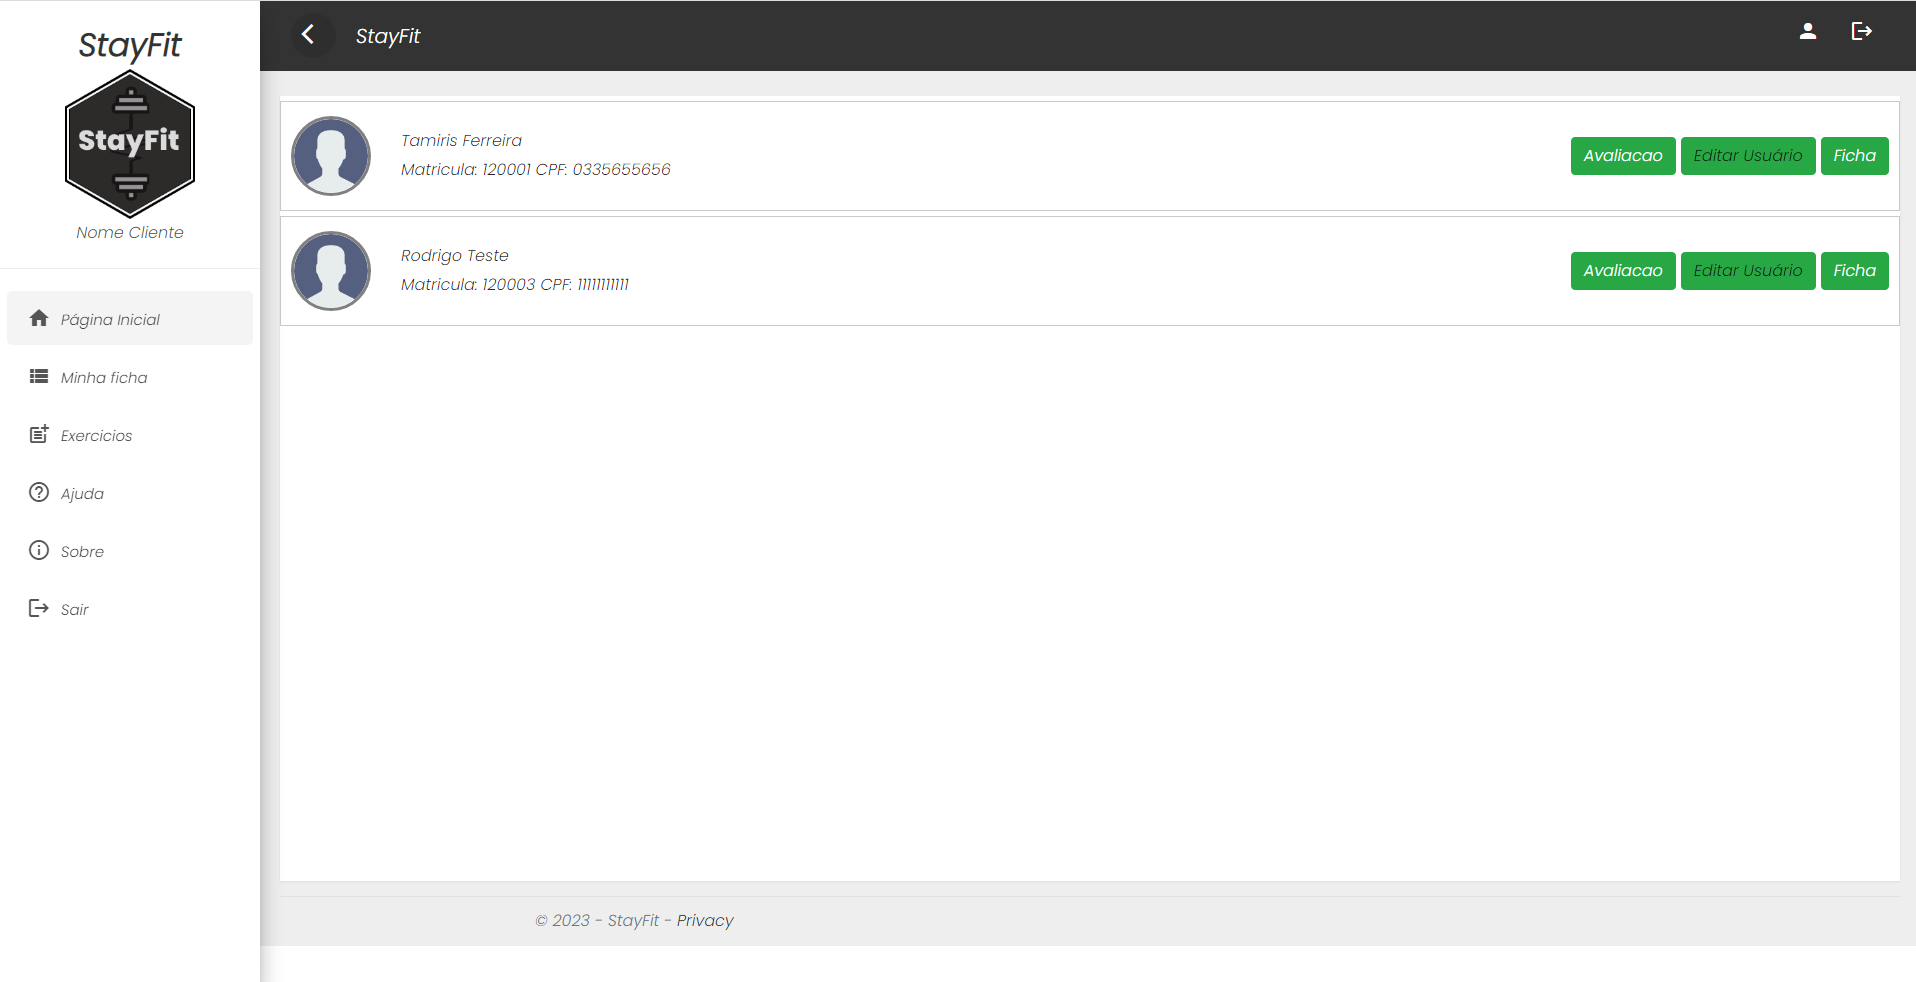 StayFit
StayFit
Nome Cliente
Página Inicial
Minha ficha
Exercicios
Ajuda
Sobre
Sair
StayFit
Tamiris Ferreira
Matricula: 120001 CPF: 0335655656
Avaliacao Editar Usuário Ficha
Rodrigo Teste
Matricula: 120003 CPF: 11111111111
Avaliacao Editar Usuário Ficha
© 2023 - StayFit - Privacy